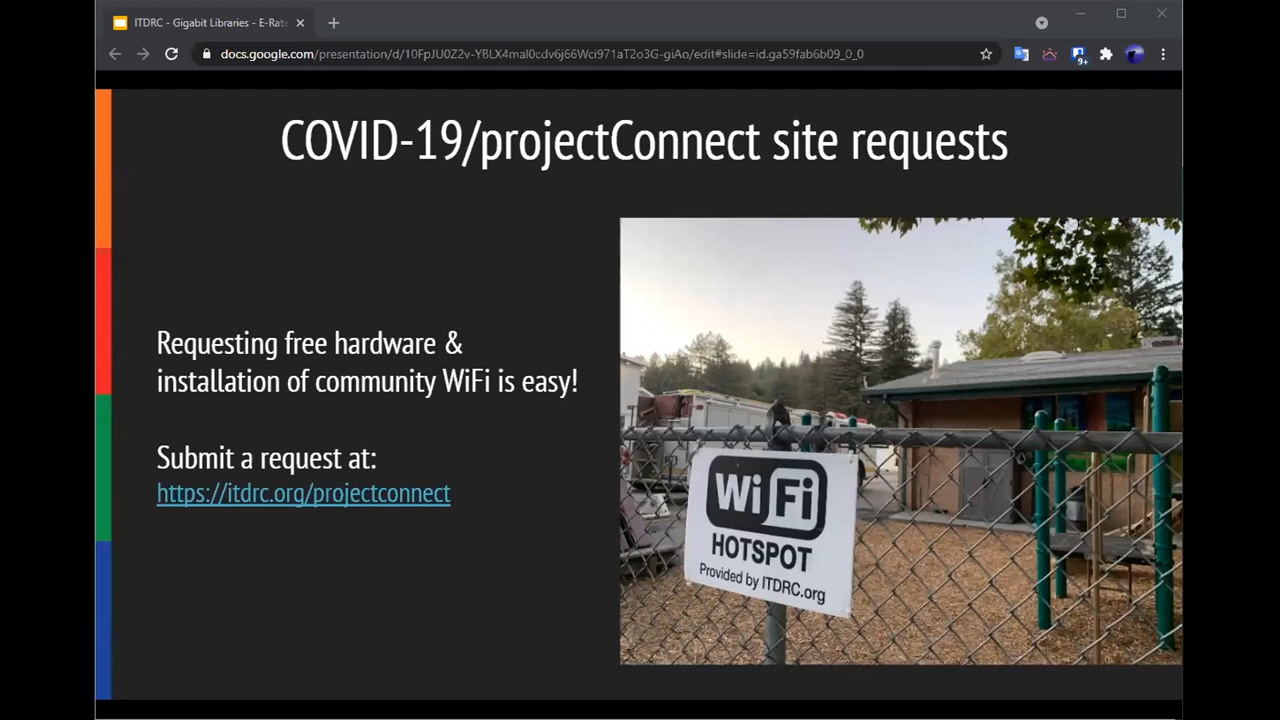 ITDRC - Gigabit Libraries - E-Rate
docs.google.com/presentation/d/10FpJU0Z2v-YBLX4mal0cdv6j66Wci971aT2o3G-giAo/edit#slide=id.ga59fab6b09_0_0
9+
COVID-19/projectConnect site requests
Requesting free hardware &
installation of community WiFi is easy!
Submit a request at:
https://itdrc.org/projectconnect
WiFi
HOTSPOT
Provided by ITDRC.org